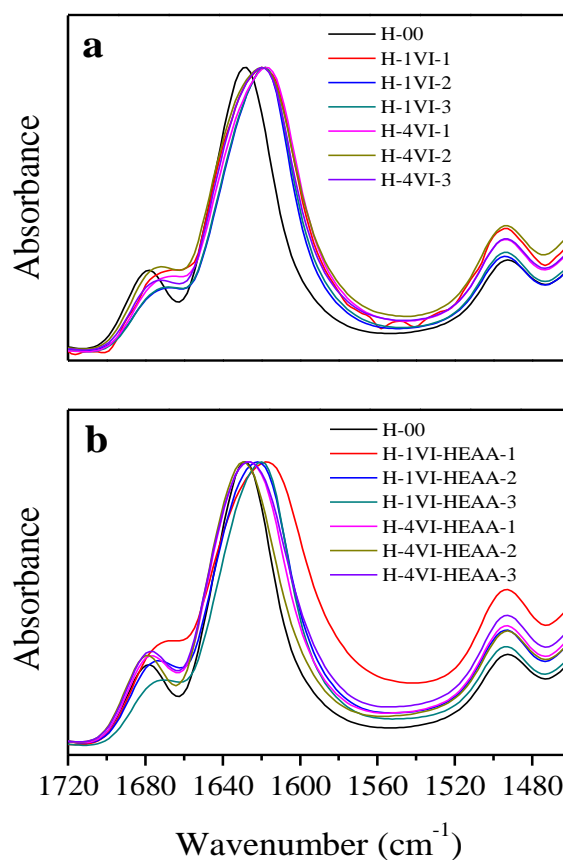 a
H-00
H-1VI-1
H-1VI-2
H-1VI-3
H-4VI-1
H-4VI-2
H-4VI-3
Absorbance
b
H-00
H-1VI-HEAA-1
H-1VI-HEAA-2
H-1VI-HEAA-3
H-4VI-HEAA-1
H-4VI-HEAA-2
H-4VI-HEAA-3
Absorbance
1720 1680 1640 1600 1560 1520 1480
Wavenumber (cm⁻¹)